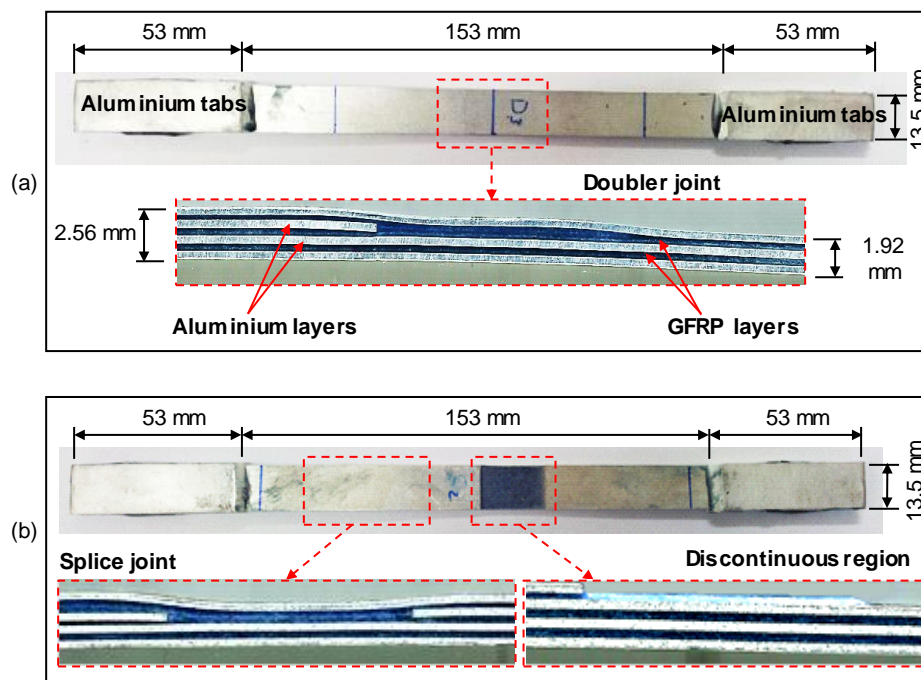 53 mm
153 mm
53 mm
Aluminium tabs
Aluminium tabs
13.5 mm
D3
(a)
Doubler joint
2.56 mm
1.92
mm
Aluminium layers
GFRP layers
53 mm
153 mm
53 mm
13.5 mm
(b)
Splice joint
Discontinuous region